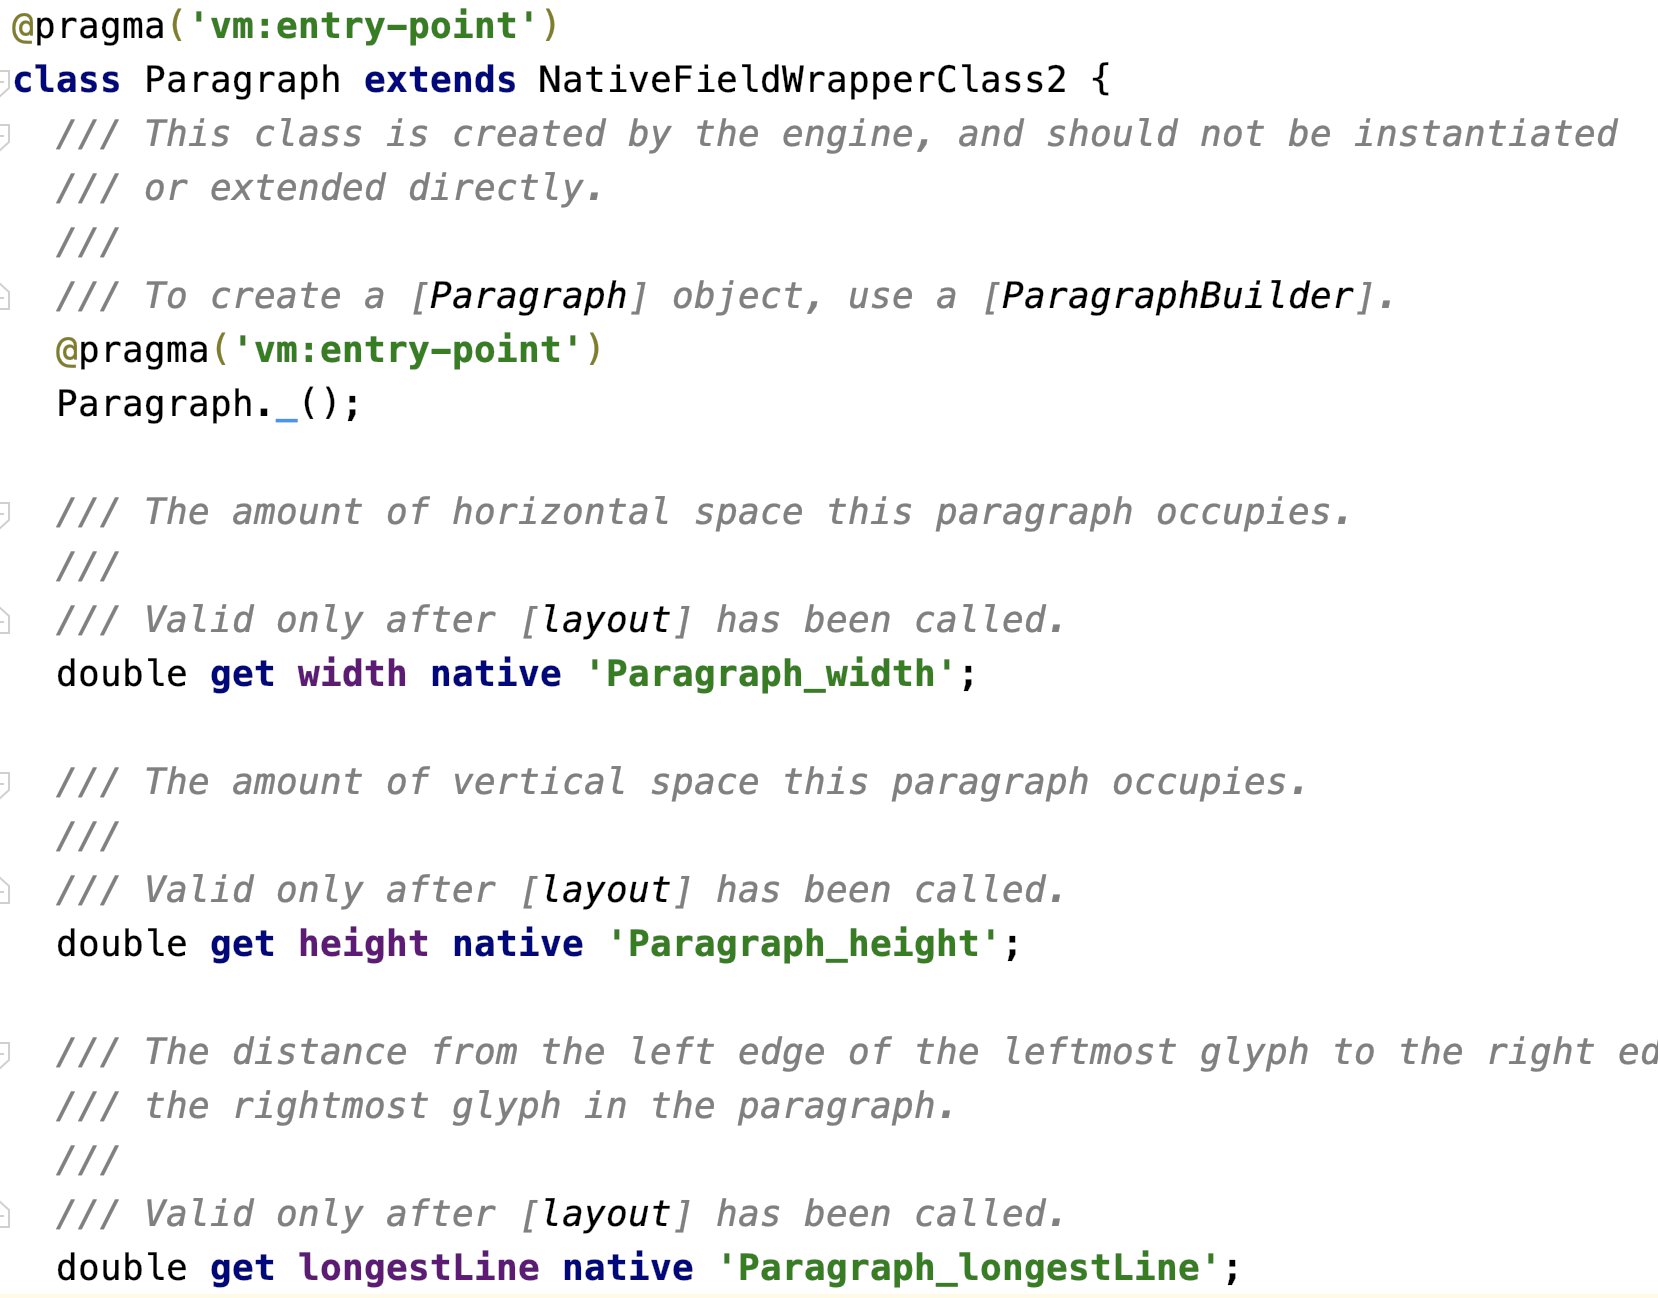 @pragma('vm:entry-point')
class Paragraph extends NativeFieldWrapperClass2 {
  /// This class is created by the engine, and should not be instantiated
  /// or extended directly.
  ///
  /// To create a [Paragraph] object, use a [ParagraphBuilder].
  @pragma('vm:entry-point')
  Paragraph._();

  /// The amount of horizontal space this paragraph occupies.
  ///
  /// Valid only after [layout] has been called.
  double get width native 'Paragraph_width';

  /// The amount of vertical space this paragraph occupies.
  ///
  /// Valid only after [layout] has been called.
  double get height native 'Paragraph_height';

  /// The distance from the left edge of the leftmost glyph to the right ed
  /// the rightmost glyph in the paragraph.
  ///
  /// Valid only after [layout] has been called.
  double get longestLine native 'Paragraph_longestLine';